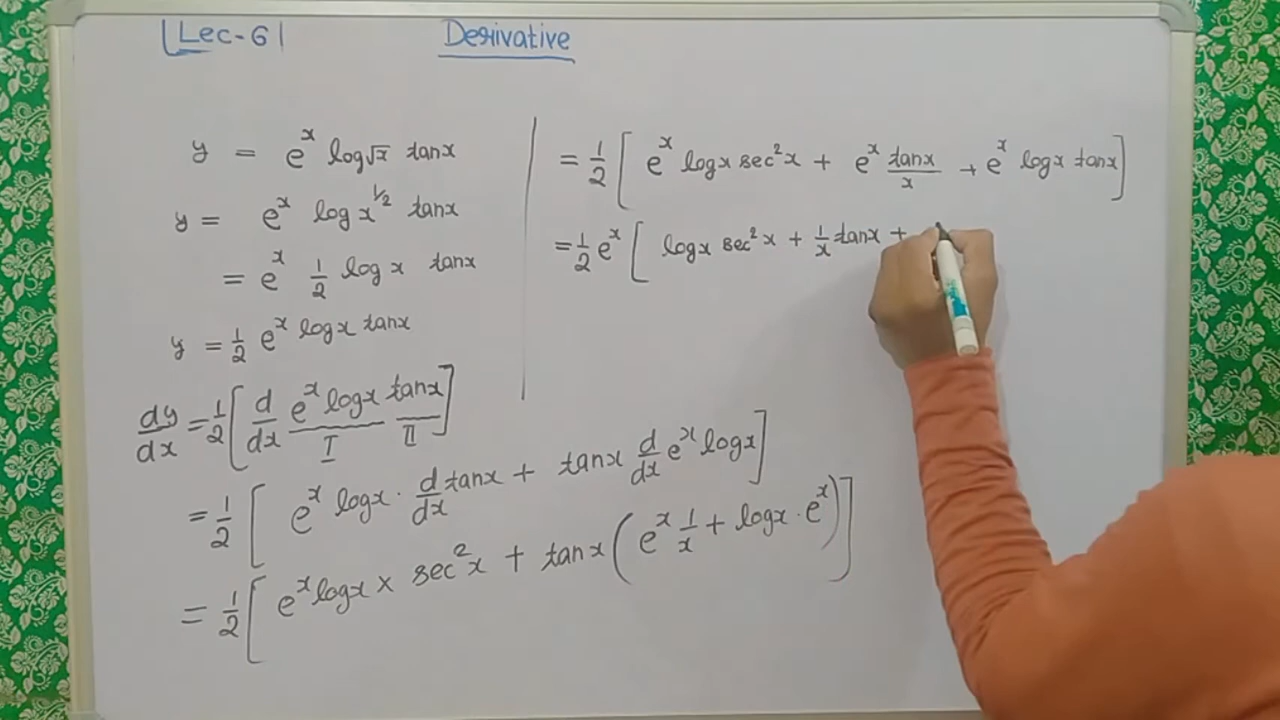 Lec-6 Derivative
y = e^x log√x tanx
y = e^x log x^1/2 tanx
= e^x 1/2 log x tanx
y = 1/2 e^x logx tanx
dy/dx = 1/2 [ d/dx e^x logx tanx ]
I II
= 1/2 [ e^x logx · d/dx tanx + tanx d/dx e^x logx ]
= 1/2 [ e^x logx × sec²x + tanx ( e^x 1/x + logx · e^x ) ]
= 1/2 [ e^x logx sec²x + e^x tanx/x + e^x logx tanx ]
= 1/2 e^x [ logx sec²x + 1/x tanx +